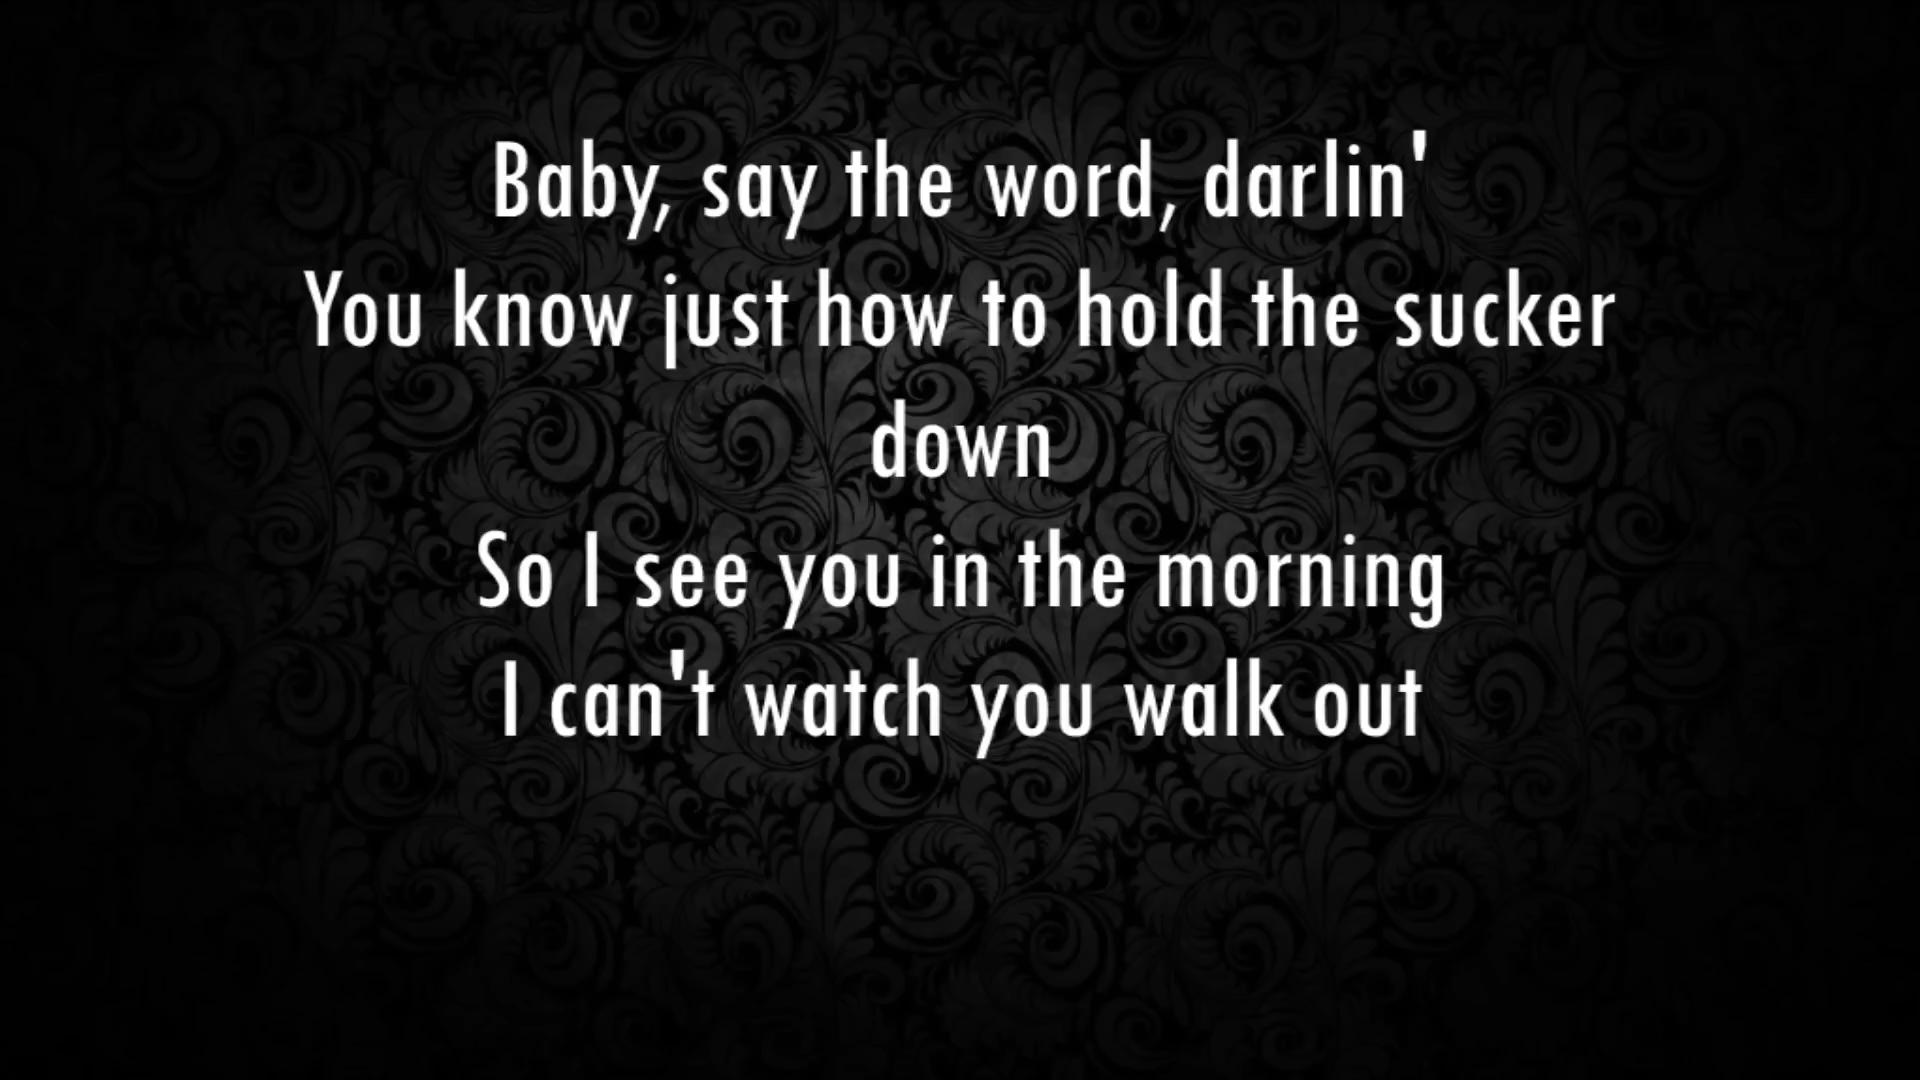 Baby, say the word, darlin'
You know just how to hold the sucker
down
So I see you in the morning
I can't watch you walk out